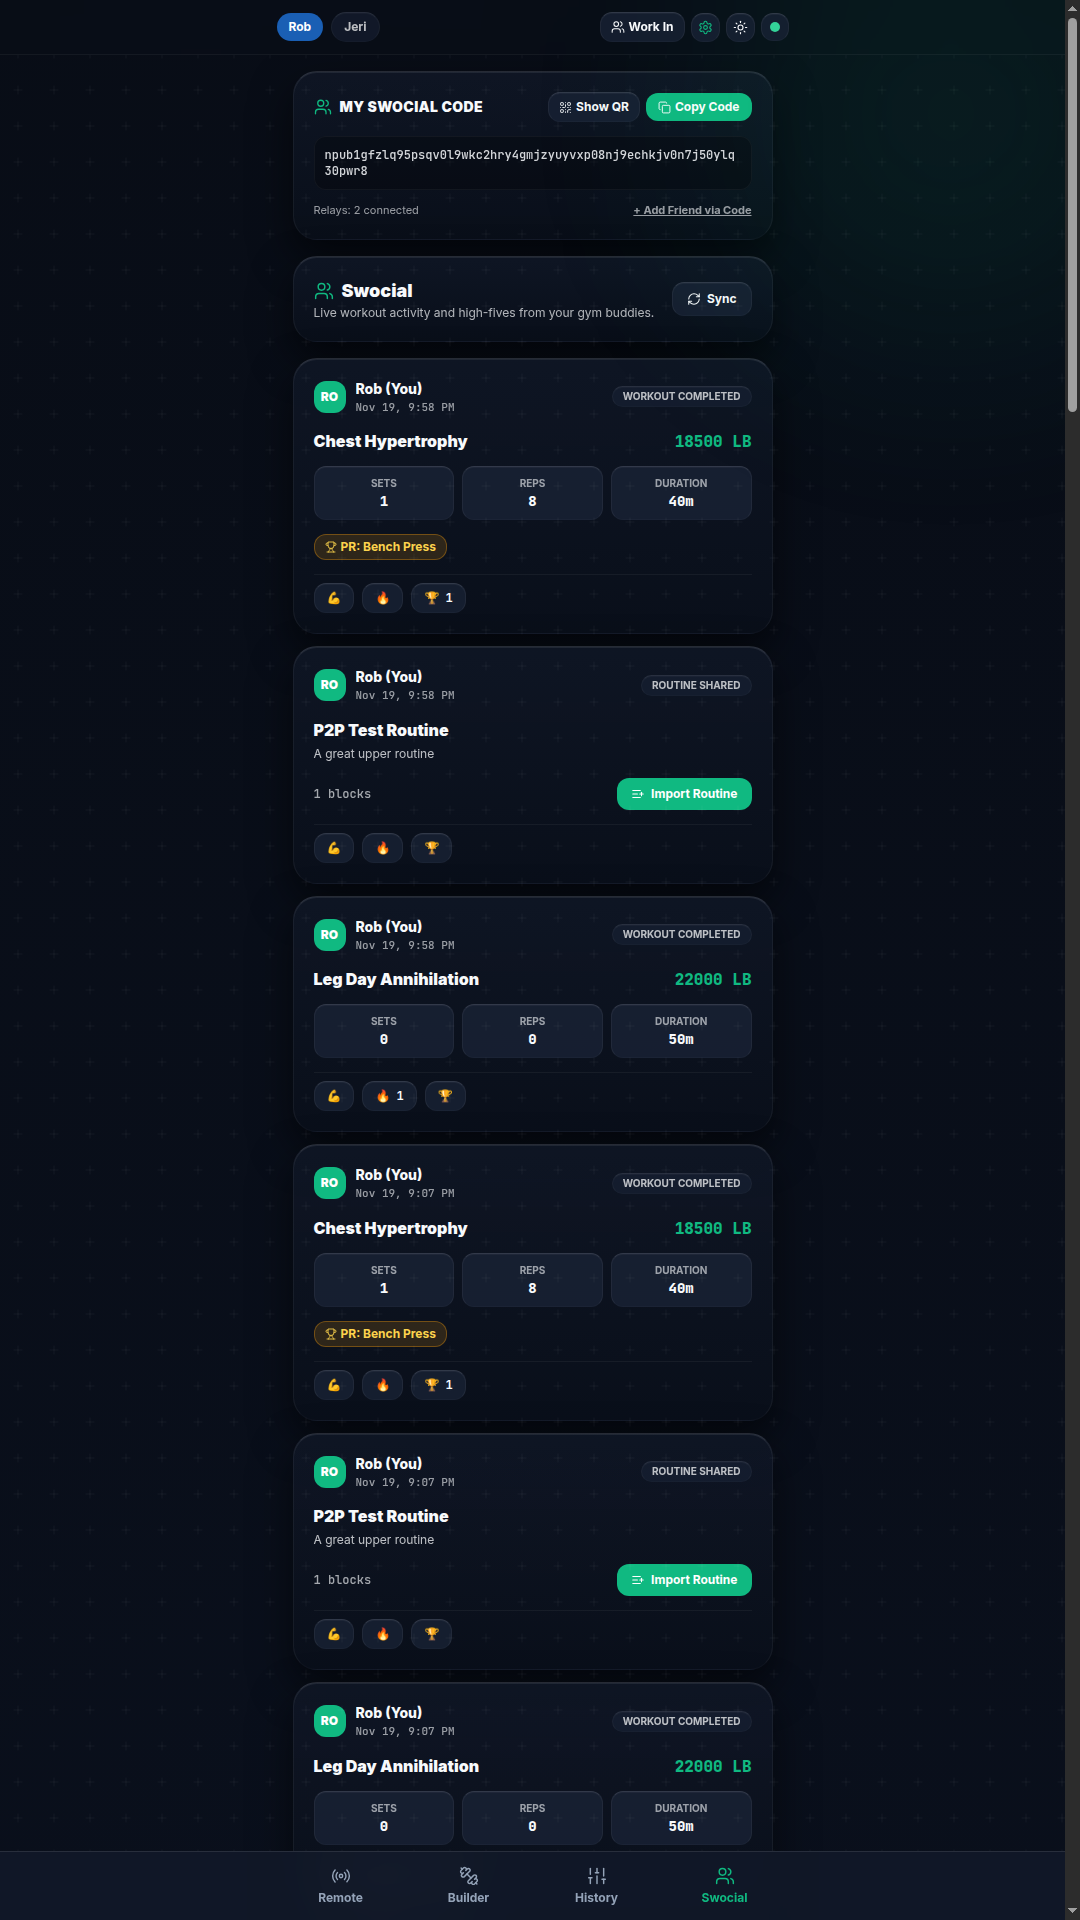 Rob Jeri Work In
MY SWOCIAL CODE Show QR Copy Code
npub1gfzlq95psqv0l9wkc2hry4gmjzyuyvxp08nj9echkjv0n7j50ylq
30pwr8
Relays: 2 connected + Add Friend via Code
Swocial
Live workout activity and high-fives from your gym buddies.
Sync
RO Rob (You) WORKOUT COMPLETED
Nov 19, 9:58 PM
Chest Hypertrophy 18500 LB
SETS REPS DURATION
1 8 40m
PR: Bench Press
1
RO Rob (You) ROUTINE SHARED
Nov 19, 9:58 PM
P2P Test Routine
A great upper routine
1 blocks Import Routine
RO Rob (You) WORKOUT COMPLETED
Nov 19, 9:58 PM
Leg Day Annihilation 22000 LB
SETS REPS DURATION
0 0 50m
1
RO Rob (You) WORKOUT COMPLETED
Nov 19, 9:07 PM
Chest Hypertrophy 18500 LB
SETS REPS DURATION
1 8 40m
PR: Bench Press
1
RO Rob (You) ROUTINE SHARED
Nov 19, 9:07 PM
P2P Test Routine
A great upper routine
1 blocks Import Routine
RO Rob (You) WORKOUT COMPLETED
Nov 19, 9:07 PM
Leg Day Annihilation 22000 LB
SETS REPS DURATION
0 0 50m
Remote Builder History Swocial